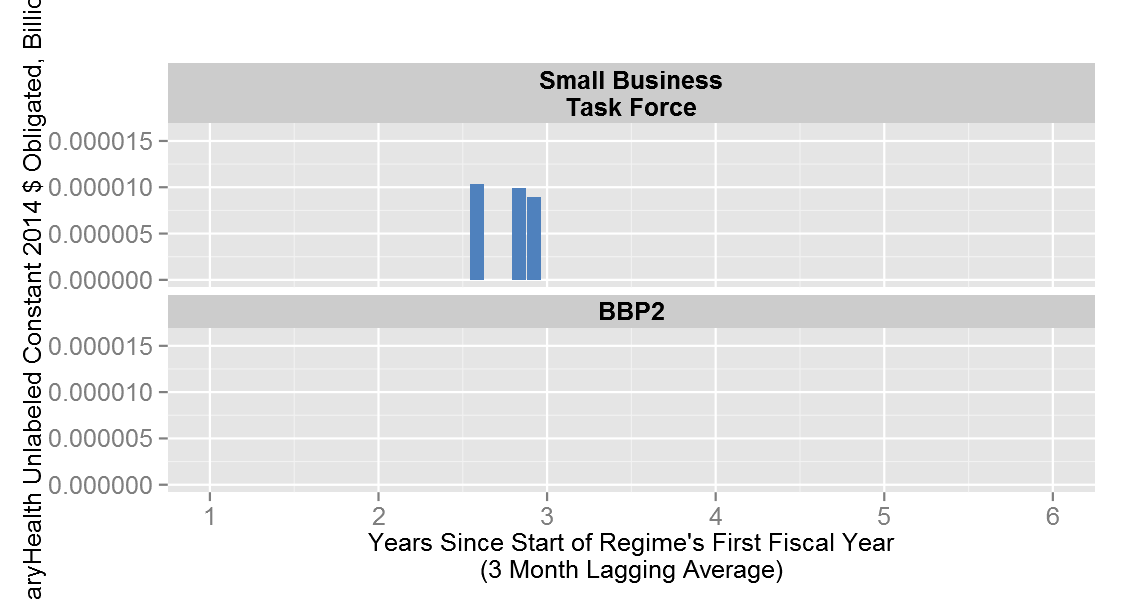 Small Business
Task Force
0.000015
0.000010
0.000005
0.000000
BBP2
0.000015
0.000010
0.000005
0.000000
1 2 3 4 5 6
Years Since Start of Regime's First Fiscal Year
(3 Month Lagging Average)
aryHealth Unlabeled Constant 2014 $ Obligated, Billio